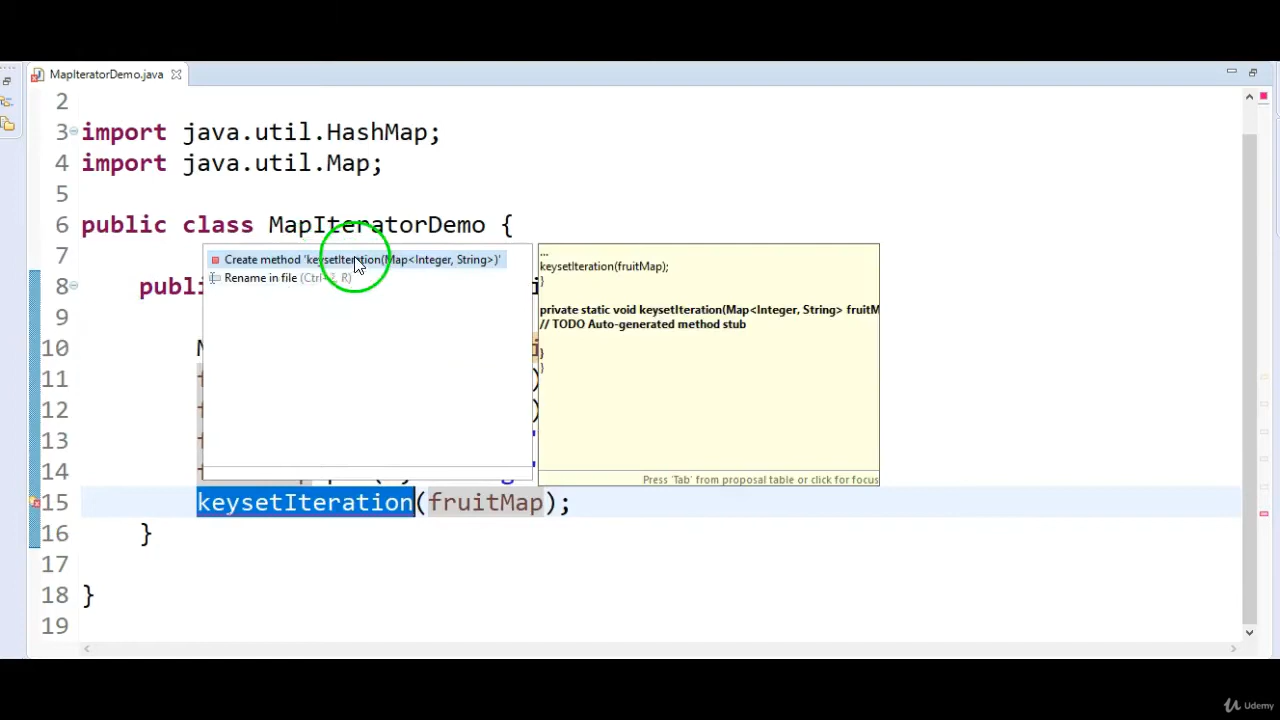 MapIteratorDemo.java
2
3 import java.util.HashMap;
4 import java.util.Map;
5
6 public class MapIteratorDemo {
7
Create method 'keysetIteration(Map<Integer, String>)'
Rename in file (Ctrl+2, R)
...
keysetIteration(fruitMap);
}
private static void keysetIteration(Map<Integer, String> fruitM
// TODO Auto-generated method stub
}
}
Press 'Tab' from proposal table or click for focus
8
9
10
11
12
13
14
15 keysetIteration(fruitMap);
16 }
17
18 }
19
Udemy